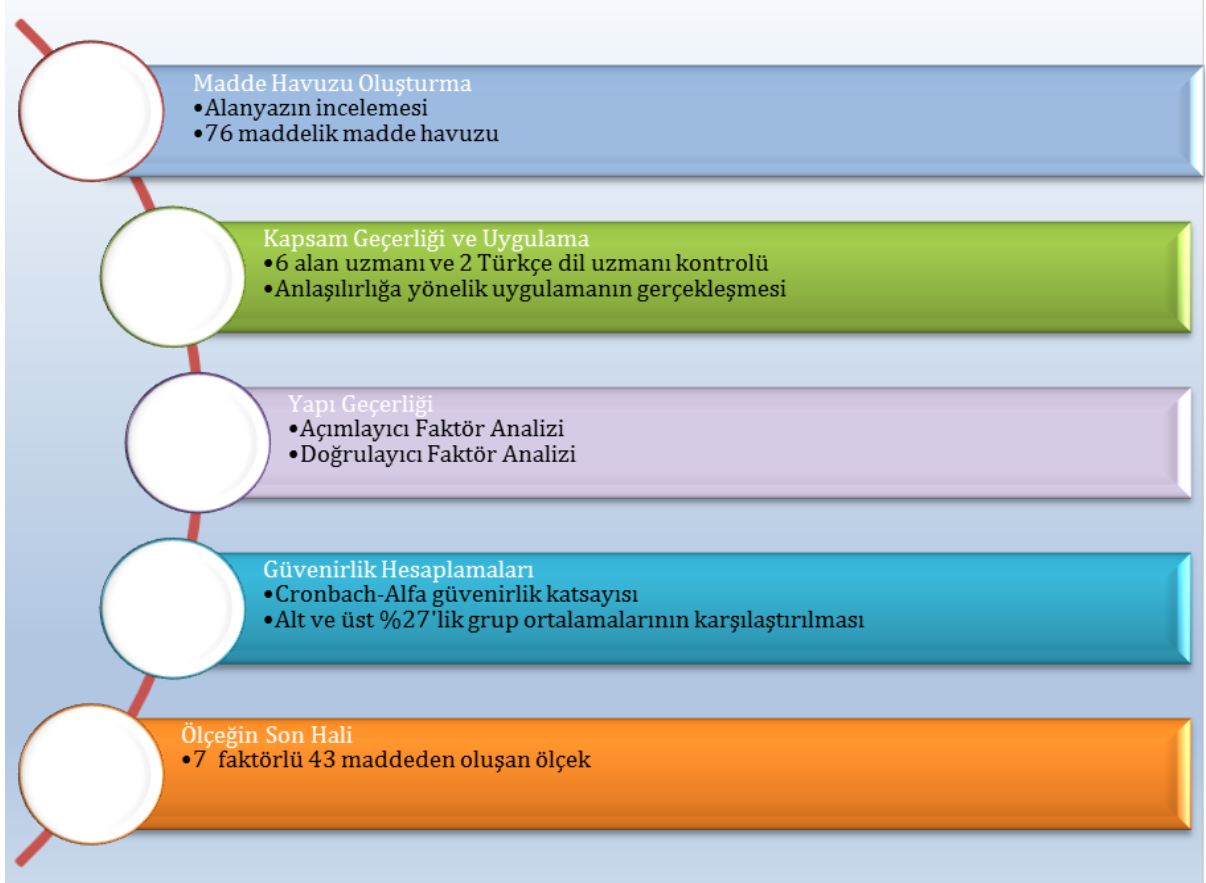 Madde Havuzu Oluşturma
•Alanyazın incelemesi
•76 maddelik madde havuzu
Kapsam Geçerliği ve Uygulama
•6 alan uzmanı ve 2 Türkçe dil uzmanı kontrolü
•Anlaşılırlığa yönelik uygulamanın gerçekleşmesi
Yapı Geçerliği
•Açımlayıcı Faktör Analizi
•Doğrulayıcı Faktör Analizi
Güvenirlik Hesaplamaları
•Cronbach-Alfa güvenirlik katsayısı
•Alt ve üst %27'lik grup ortalamalarının karşılaştırılması
Ölçeğin Son Hali
•7 faktörlü 43 maddeden oluşan ölçek